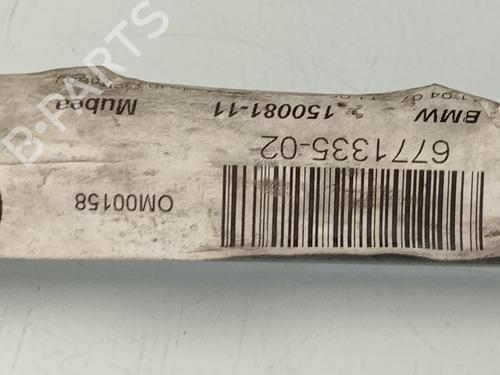 BMW 150081-11 Mubea
6771335-02
OM00158
B-PARTS